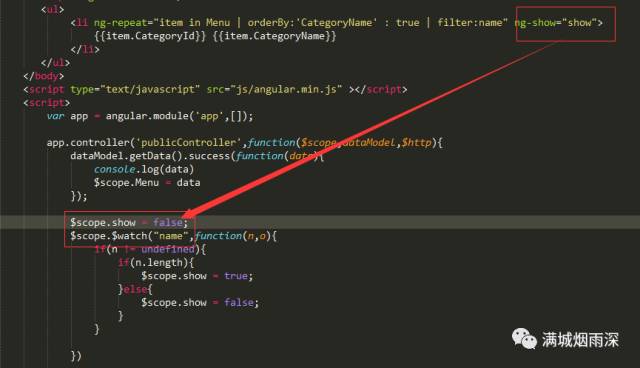 <ul>
<li ng-repeat="item in Menu | orderBy:'CategoryName' : true | filter:name" ng-show="show">
{{item.CategoryId}} {{item.CategoryName}}
</li>
</ul>
</body>
<script type="text/javascript" src="js/angular.min.js" ></script>
<script>
var app = angular.module('app',[]);
app.controller('publicController',function($scope,dataModel,$http){
dataModel.getData().success(function(data){
console.log(data)
$scope.Menu = data
});
$scope.show = false;
$scope.$watch("name",function(n,o){
if(n != undefined){
if(n.length){
$scope.show = true;
}else{
$scope.show = false;
}
}
})
满城烟雨深